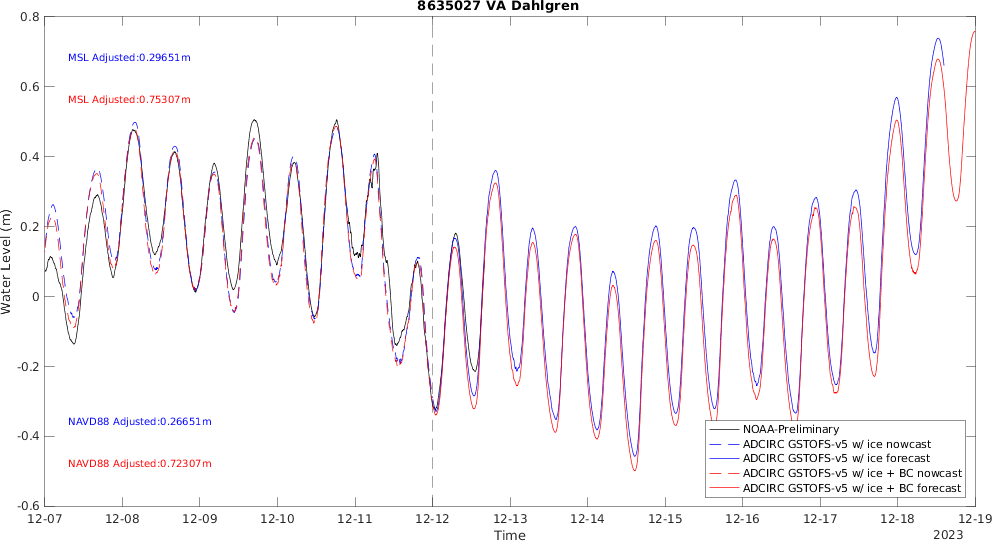 8635027 VA Dahlgren
0.8
0.6
0.4
0.2
0
-0.2
-0.4
-0.6
Water Level (m)
MSL Adjusted:0.29651m
MSL Adjusted:0.75307m
NAVD88 Adjusted:0.26651m
NAVD88 Adjusted:0.72307m
NOAA-Preliminary
ADCIRC GSTOFS-v5 w/ ice nowcast
ADCIRC GSTOFS-v5 w/ ice forecast
ADCIRC GSTOFS-v5 w/ ice + BC nowcast
ADCIRC GSTOFS-v5 w/ ice + BC forecast
12-07 12-08 12-09 12-10 12-11 12-12 12-13 12-14 12-15 12-16 12-17 12-18 12-19
Time
2023